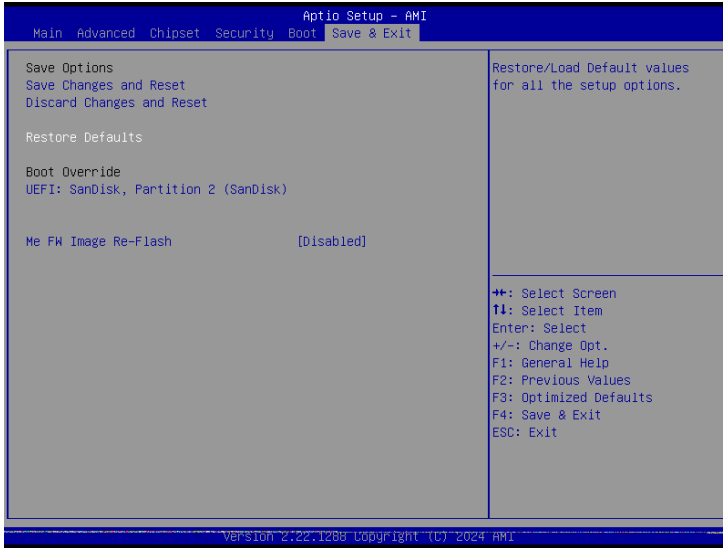 Aptio Setup – AMI
Main Advanced Chipset Security Boot Save & Exit
Save Options
Save Changes and Reset
Discard Changes and Reset
Restore Defaults
Boot Override
UEFI: SanDisk, Partition 2 (SanDisk)
Me FW Image Re-Flash [Disabled]
Restore/Load Default values
for all the setup options.
→←: Select Screen
↑↓: Select Item
Enter: Select
+/-: Change Opt.
F1: General Help
F2: Previous Values
F3: Optimized Defaults
F4: Save & Exit
ESC: Exit
Version 2.22.1288 Copyright (C) 2024 AMI